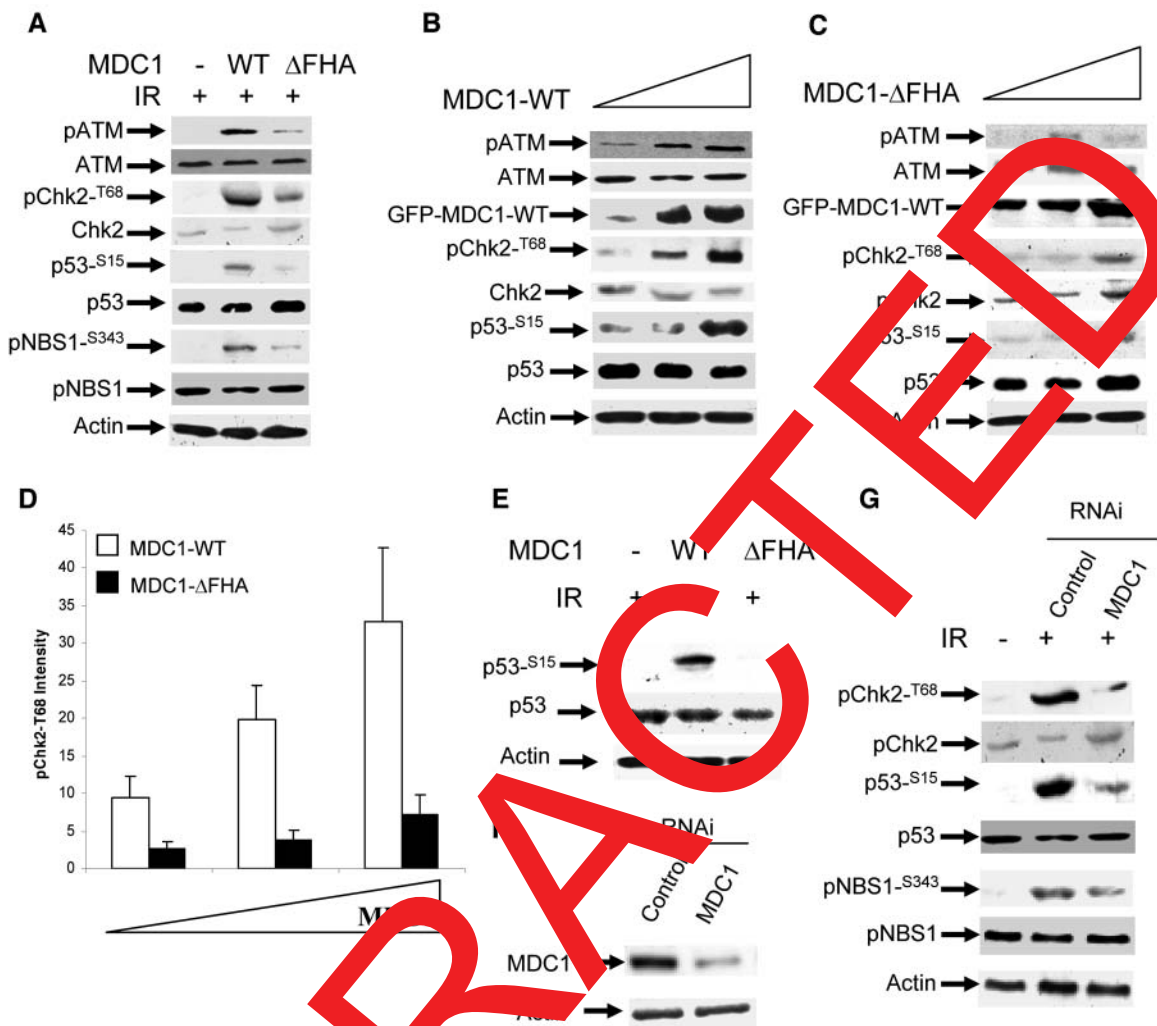 A
MDC1 - WT ΔFHA
IR + + +
pATM
ATM
pChk2-T68
Chk2
p53-S15
p53
pNBS1-S343
pNBS1
Actin
B
MDC1-WT
pATM
ATM
GFP-MDC1-WT
pChk2-T68
Chk2
p53-S15
p53
Actin
C
MDC1-ΔFHA
pATM
ATM
GFP-MDC1-WT
pChk2-T68
D
pChk2-T68 Intensity
45
40
35
30
25
20
15
10
5
0
MDC1-WT
MDC1-ΔFHA
E
MDC1 - WT ΔFHA
IR + +
p53-S15
p53
Actin
RNAi
Control MDC1
MDC1
G
RNAi
Control MDC1
IR - + +
pChk2-T68
pChk2
p53-S15
p53
pNBS1-S343
pNBS1
Actin
RACTED